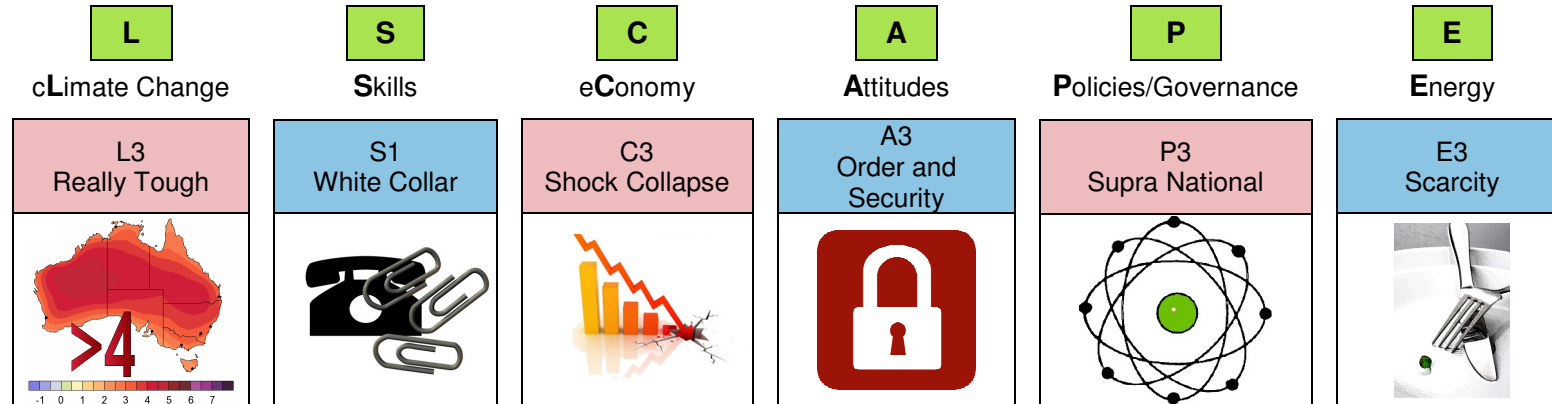 L
S
C
A
P
E
cLimate Change
Skills
eConomy
Attitudes
Policies/Governance
Energy
L3
Really Tough
S1
White Collar
C3
Shock Collapse
A3
Order and
Security
P3
Supra National
E3
Scarcity
>4
-1 0 1 2 3 4 5 6 7